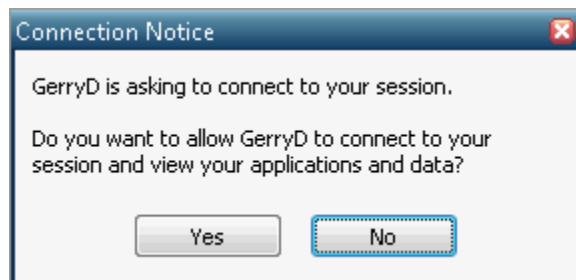 Connection Notice
GerryD is asking to connect to your session.
Do you want to allow GerryD to connect to your
session and view your applications and data?
Yes
No